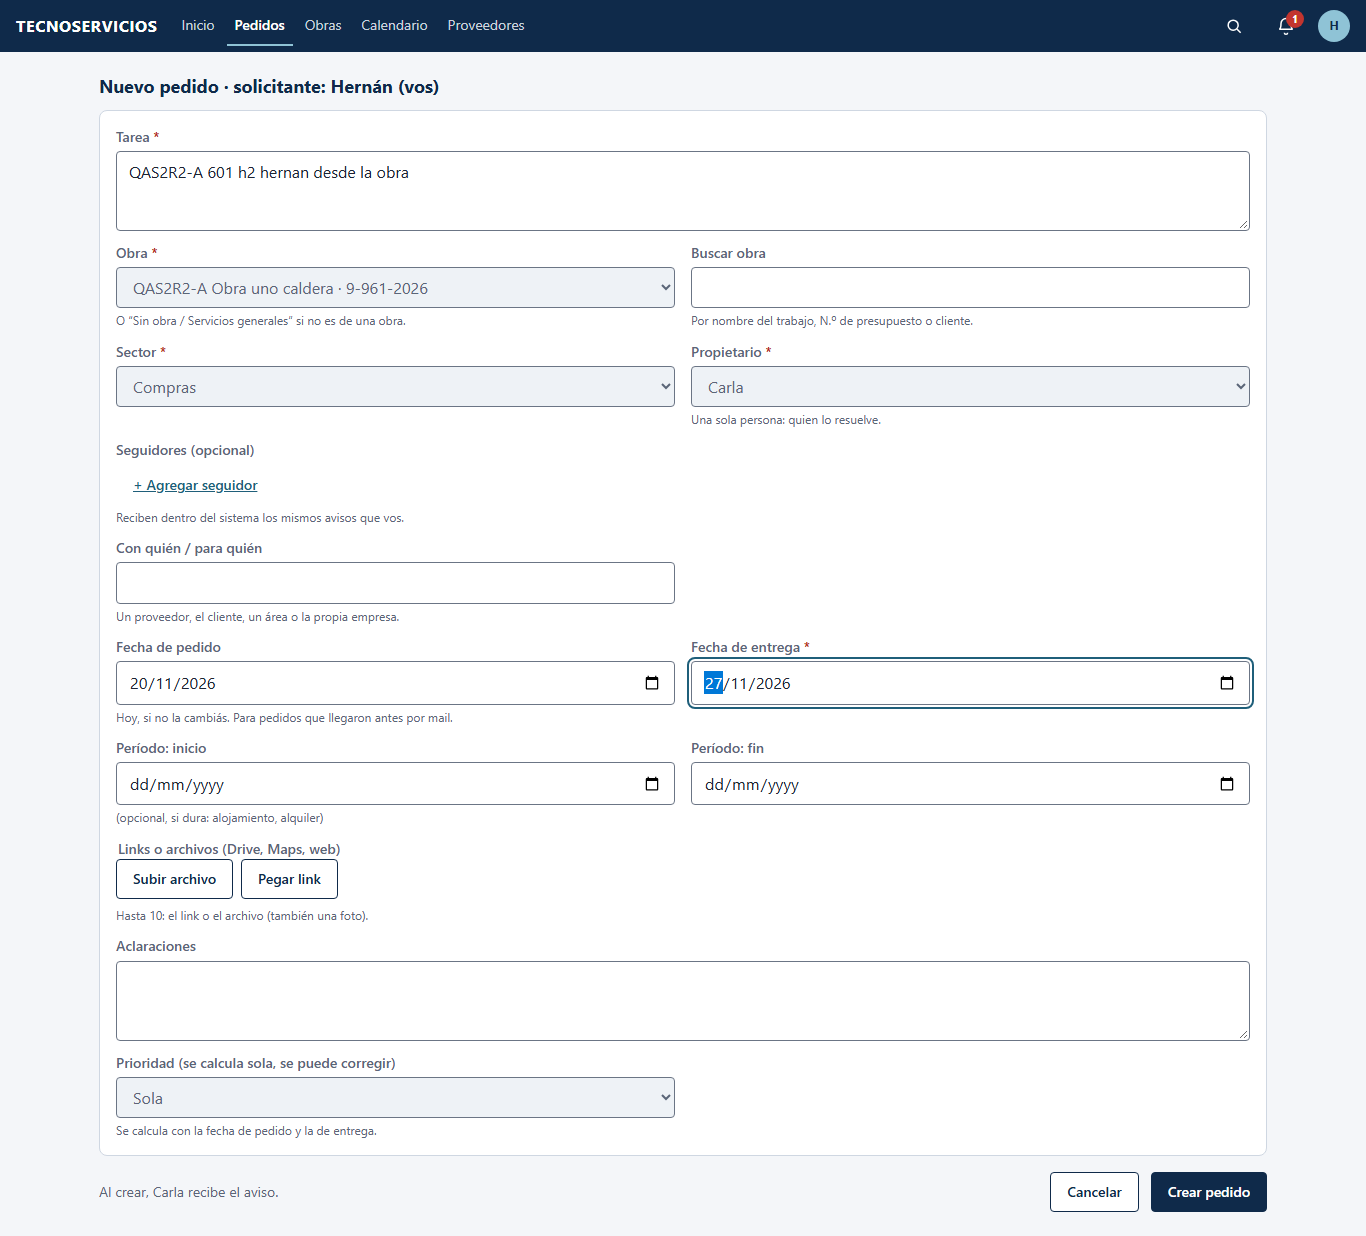 TECNOSERVICIOS Inicio Pedidos Obras Calendario Proveedores 1 H
Nuevo pedido · solicitante: Hernán (vos)
Tarea *
QAS2R2-A 601 h2 hernan desde la obra
Obra * Buscar obra
QAS2R2-A Obra uno caldera · 9-961-2026
O "Sin obra / Servicios generales" si no es de una obra. Por nombre del trabajo, N.º de presupuesto o cliente.
Sector * Propietario *
Compras Carla
Una sola persona: quien lo resuelve.
Seguidores (opcional)
+ Agregar seguidor
Reciben dentro del sistema los mismos avisos que vos.
Con quién / para quién
Un proveedor, el cliente, un área o la propia empresa.
Fecha de pedido Fecha de entrega *
20/11/2026 27/11/2026
Hoy, si no la cambiás. Para pedidos que llegaron antes por mail.
Período: inicio Período: fin
dd/mm/yyyy dd/mm/yyyy
(opcional, si dura: alojamiento, alquiler)
Links o archivos (Drive, Maps, web)
Subir archivo Pegar link
Hasta 10: el link o el archivo (también una foto).
Aclaraciones
Prioridad (se calcula sola, se puede corregir)
Sola
Se calcula con la fecha de pedido y la de entrega.
Al crear, Carla recibe el aviso. Cancelar Crear pedido